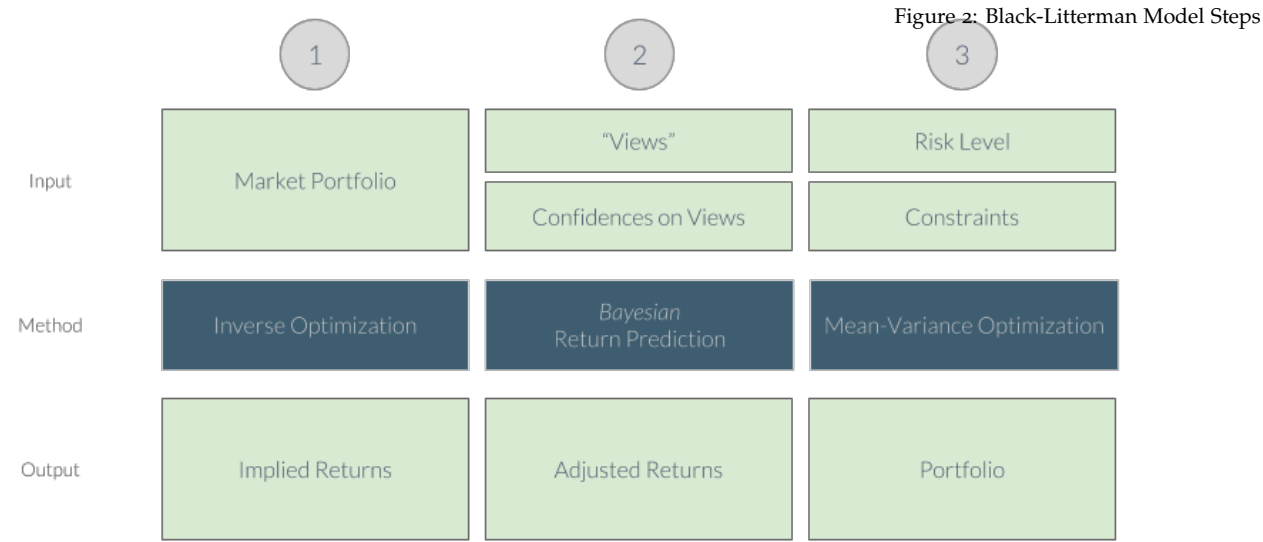 Figure 2: Black-Litterman Model Steps
1
2
3
Input
Market Portfolio
“Views”
Confidences on Views
Risk Level
Constraints
Method
Inverse Optimization
Bayesian
Return Prediction
Mean-Variance Optimization
Output
Implied Returns
Adjusted Returns
Portfolio